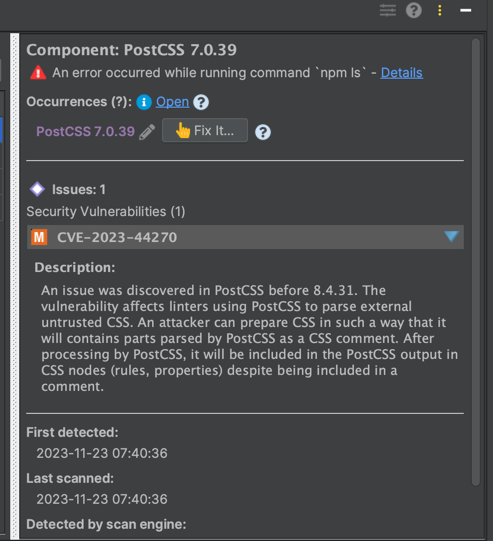 Component: PostCSS 7.0.39
An error occurred while running command `npm ls` - Details
Occurrences (?): Open
PostCSS 7.0.39 Fix It...
Issues: 1
Security Vulnerabilities (1)
M CVE-2023-44270
Description:
An issue was discovered in PostCSS before 8.4.31. The
vulnerability affects linters using PostCSS to parse external
untrusted CSS. An attacker can prepare CSS in such a way that it
will contains parts parsed by PostCSS as a CSS comment. After
processing by PostCSS, it will be included in the PostCSS output in
CSS nodes (rules, properties) despite being included in a
comment.
First detected:
2023-11-23 07:40:36
Last scanned:
2023-11-23 07:40:36
Detected by scan engine: